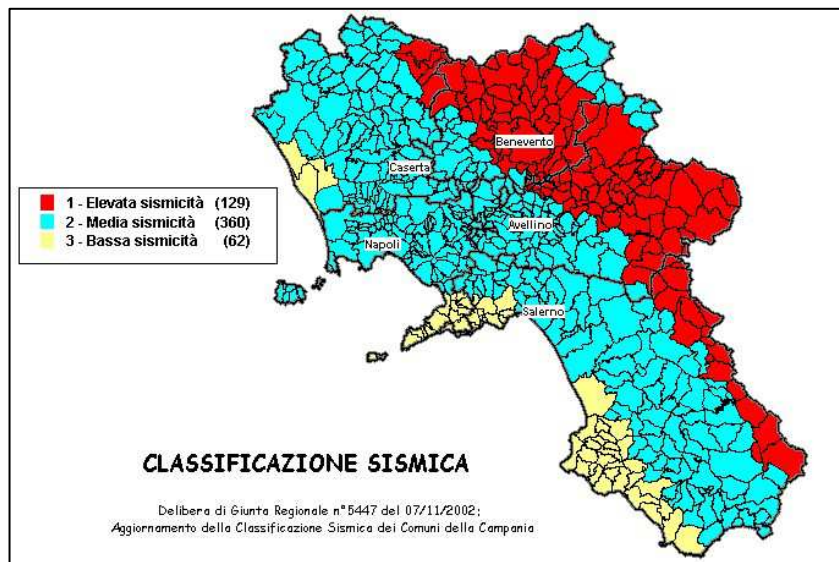 Benevento
Caserta
1 - Elevata sismicità (129)
2 - Media sismicità (360)
3 - Bassa sismicità (62)
Avellino
Napoli
Salerno
CLASSIFICAZIONE SISMICA
Delibera di Giunta Regionale n°5447 del 07/11/2002;
Aggiornamento della Classificazione Sismica dei Comuni della Campania